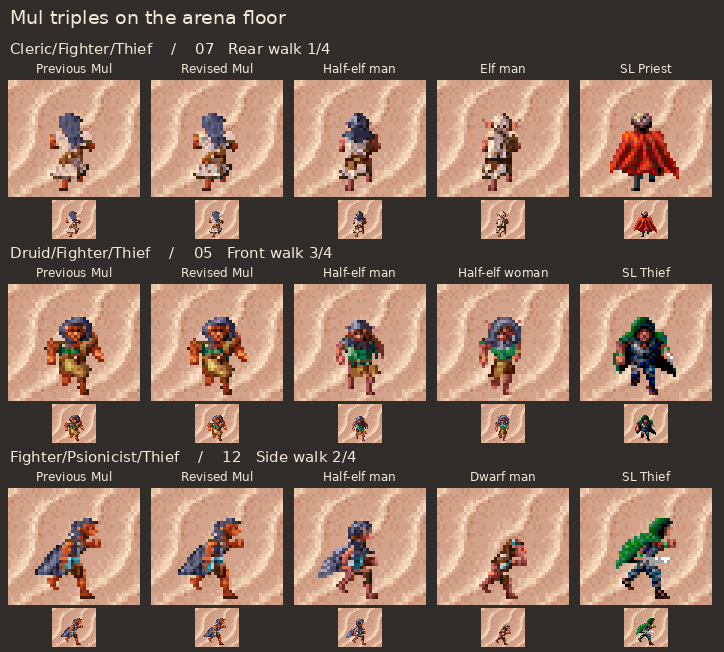 Mul triples on the arena floor
Cleric/Fighter/Thief / 07 Rear walk 1/4
Previous Mul Revised Mul Half-elf man Elf man SL Priest
Druid/Fighter/Thief / 05 Front walk 3/4
Previous Mul Revised Mul Half-elf man Half-elf woman SL Thief
Fighter/Psionicist/Thief / 12 Side walk 2/4
Previous Mul Revised Mul Half-elf man Dwarf man SL Thief